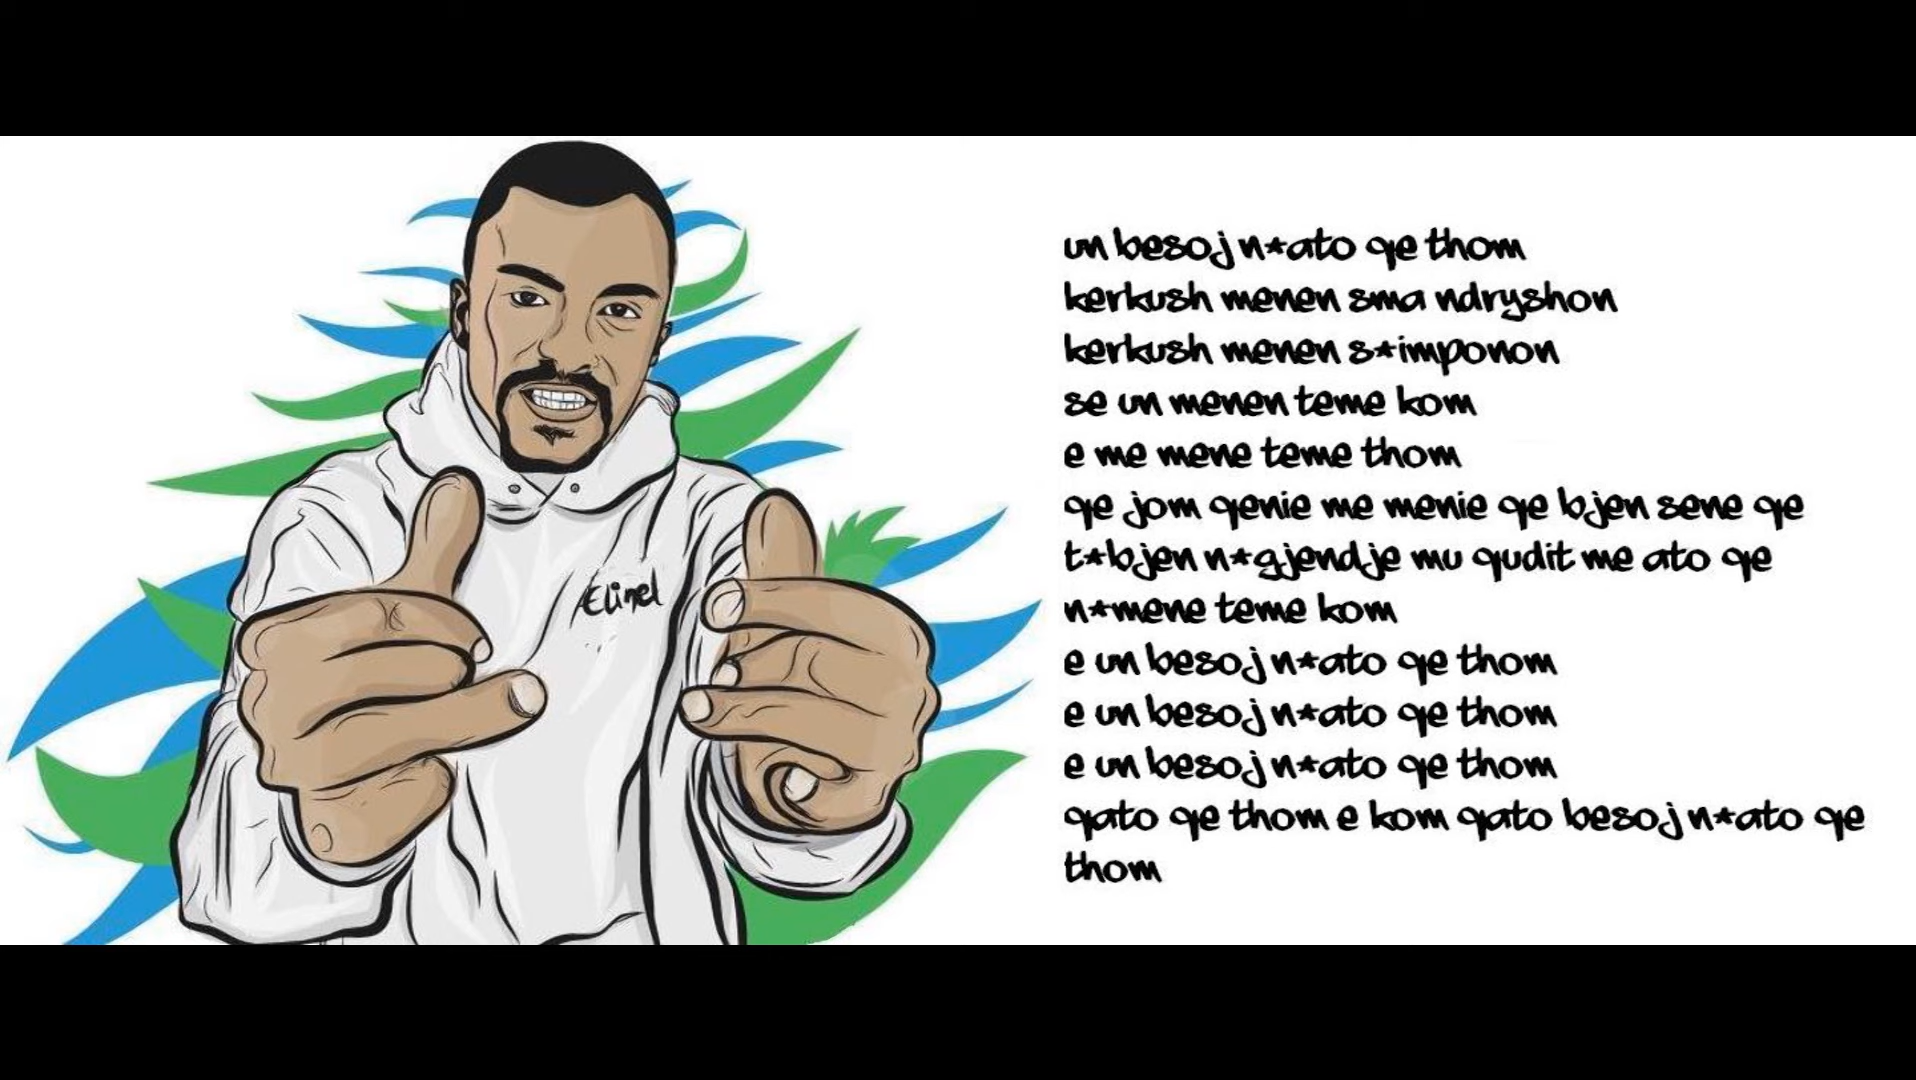 Elinel
un besoj n*ato qe thom
kerkush menen sma ndryshon
kerkush menen s*imponon
se un menen teme kom
e me mene teme thom
qe jom qenie me menie qe bjen sene qe
t*bjen n*gjendje mu qudit me ato qe
n*mene teme kom
e un besoj n*ato qe thom
e un besoj n*ato qe thom
e un besoj n*ato qe thom
qato qe thom e kom qato besoj n*ato qe
thom